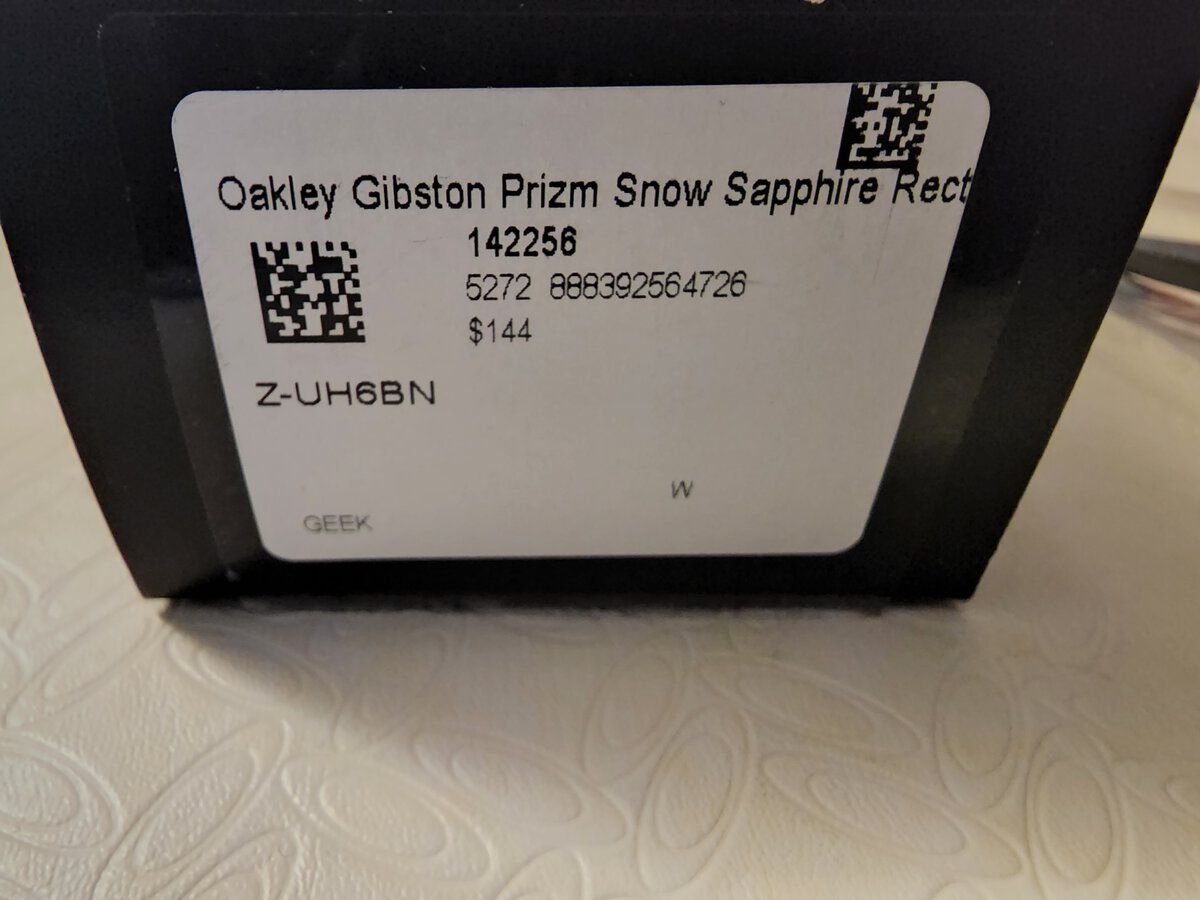 Oakley Gibston Prizm Snow Sapphire Rect
142256
5272 888392564726
$144
Z-UH6BN
W
GEEK